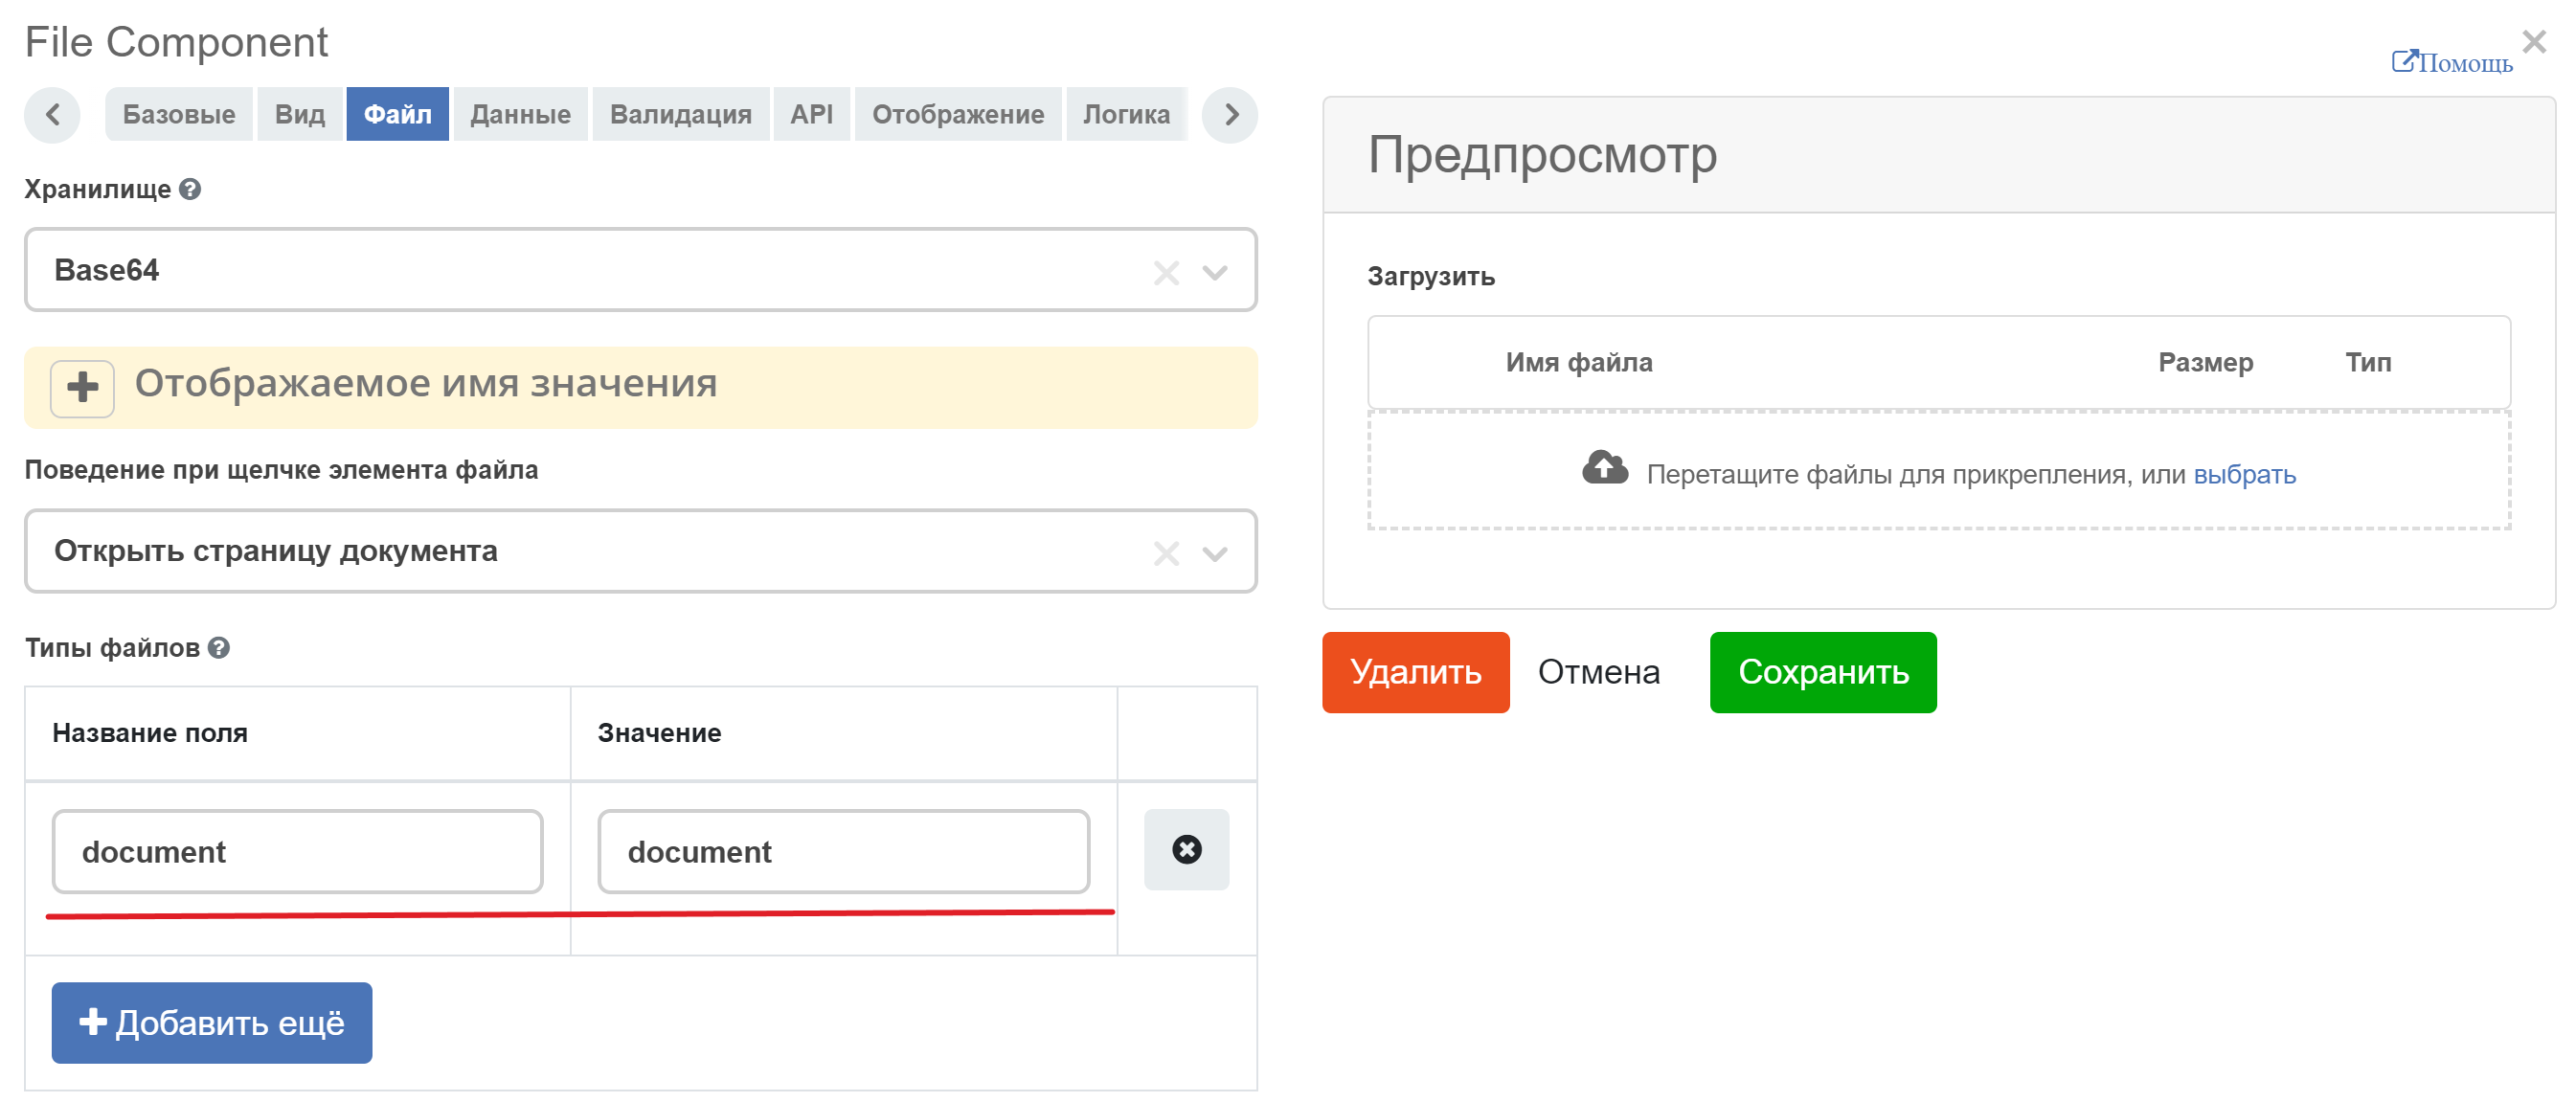 File Component
Помощь
Базовые Вид Файл Данные Валидация API Отображение Логика
Хранилище
Base64
Отображаемое имя значения
Поведение при щелчке элемента файла
Открыть страницу документа
Типы файлов
Название поля Значение
document document
Добавить ещё
Предпросмотр
Загрузить
Имя файла Размер Тип
Перетащите файлы для прикрепления, или выбрать
Удалить Отмена Сохранить